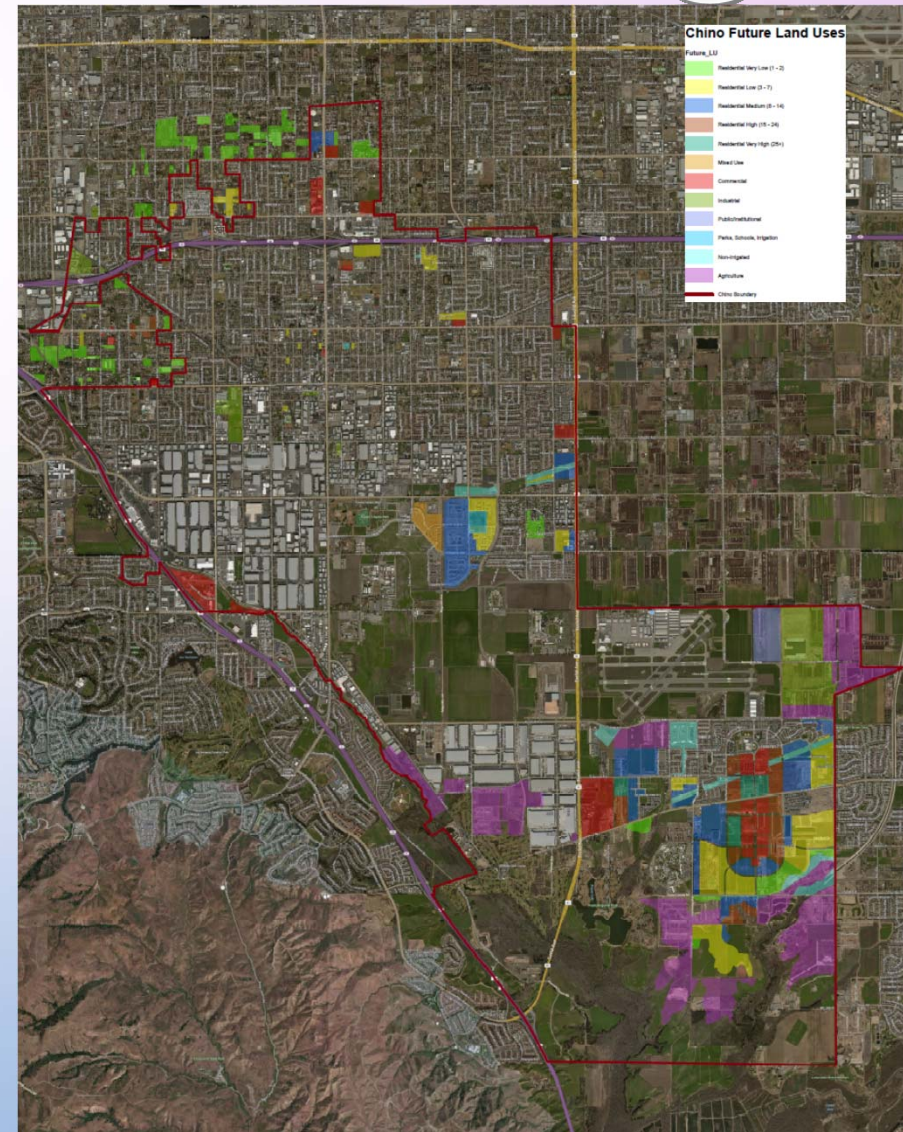 Chino Future Land Uses
Future_LU
Residential Very Low (1 - 2)
Residential Low (3 - 7)
Residential Medium (8 - 14)
Residential High (15 - 24)
Residential Very High (25+)
Mixed Use
Commercial
Industrial
Public/Institutional
Parks, Schools, Irrigation
Non-Irrigated
Agriculture
Chino Boundary